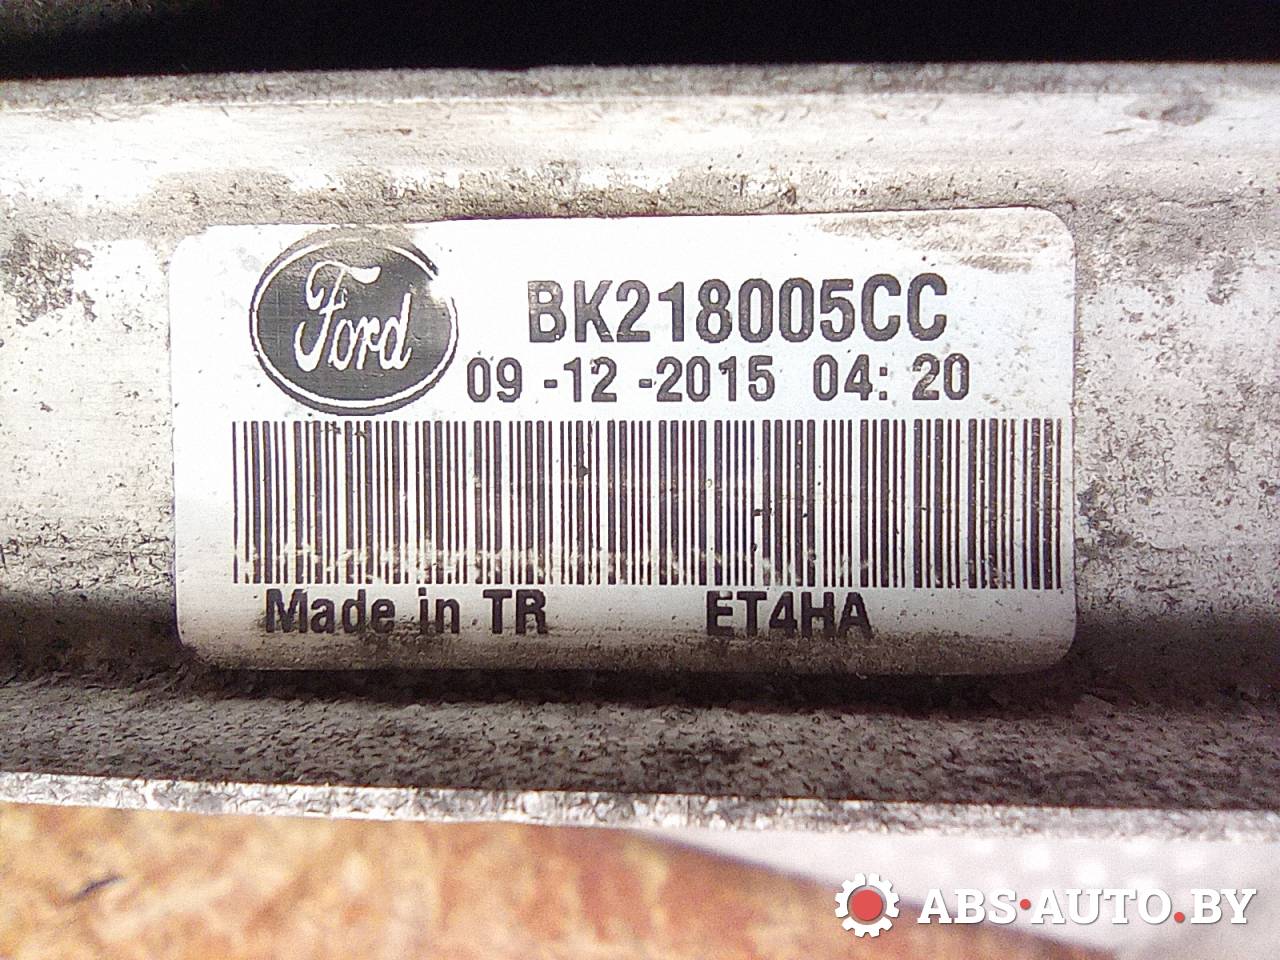 Ford
BK218005CC
09 -12 -2015 04: 20
Made in TR ET4HA
ABS·AUTO.BY